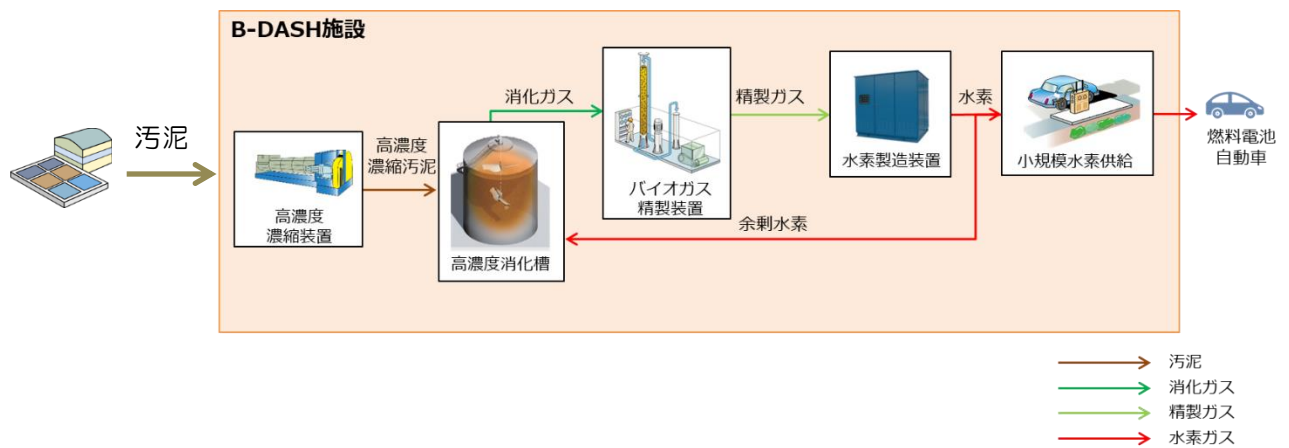 B-DASH施設
汚泥
高濃度
濃縮装置
高濃度
濃縮汚泥
高濃度消化槽
消化ガス
バイオガス
精製装置
精製ガス
水素製造装置
水素
小規模水素供給
燃料電池
自動車
余剰水素
汚泥
消化ガス
精製ガス
水素ガス